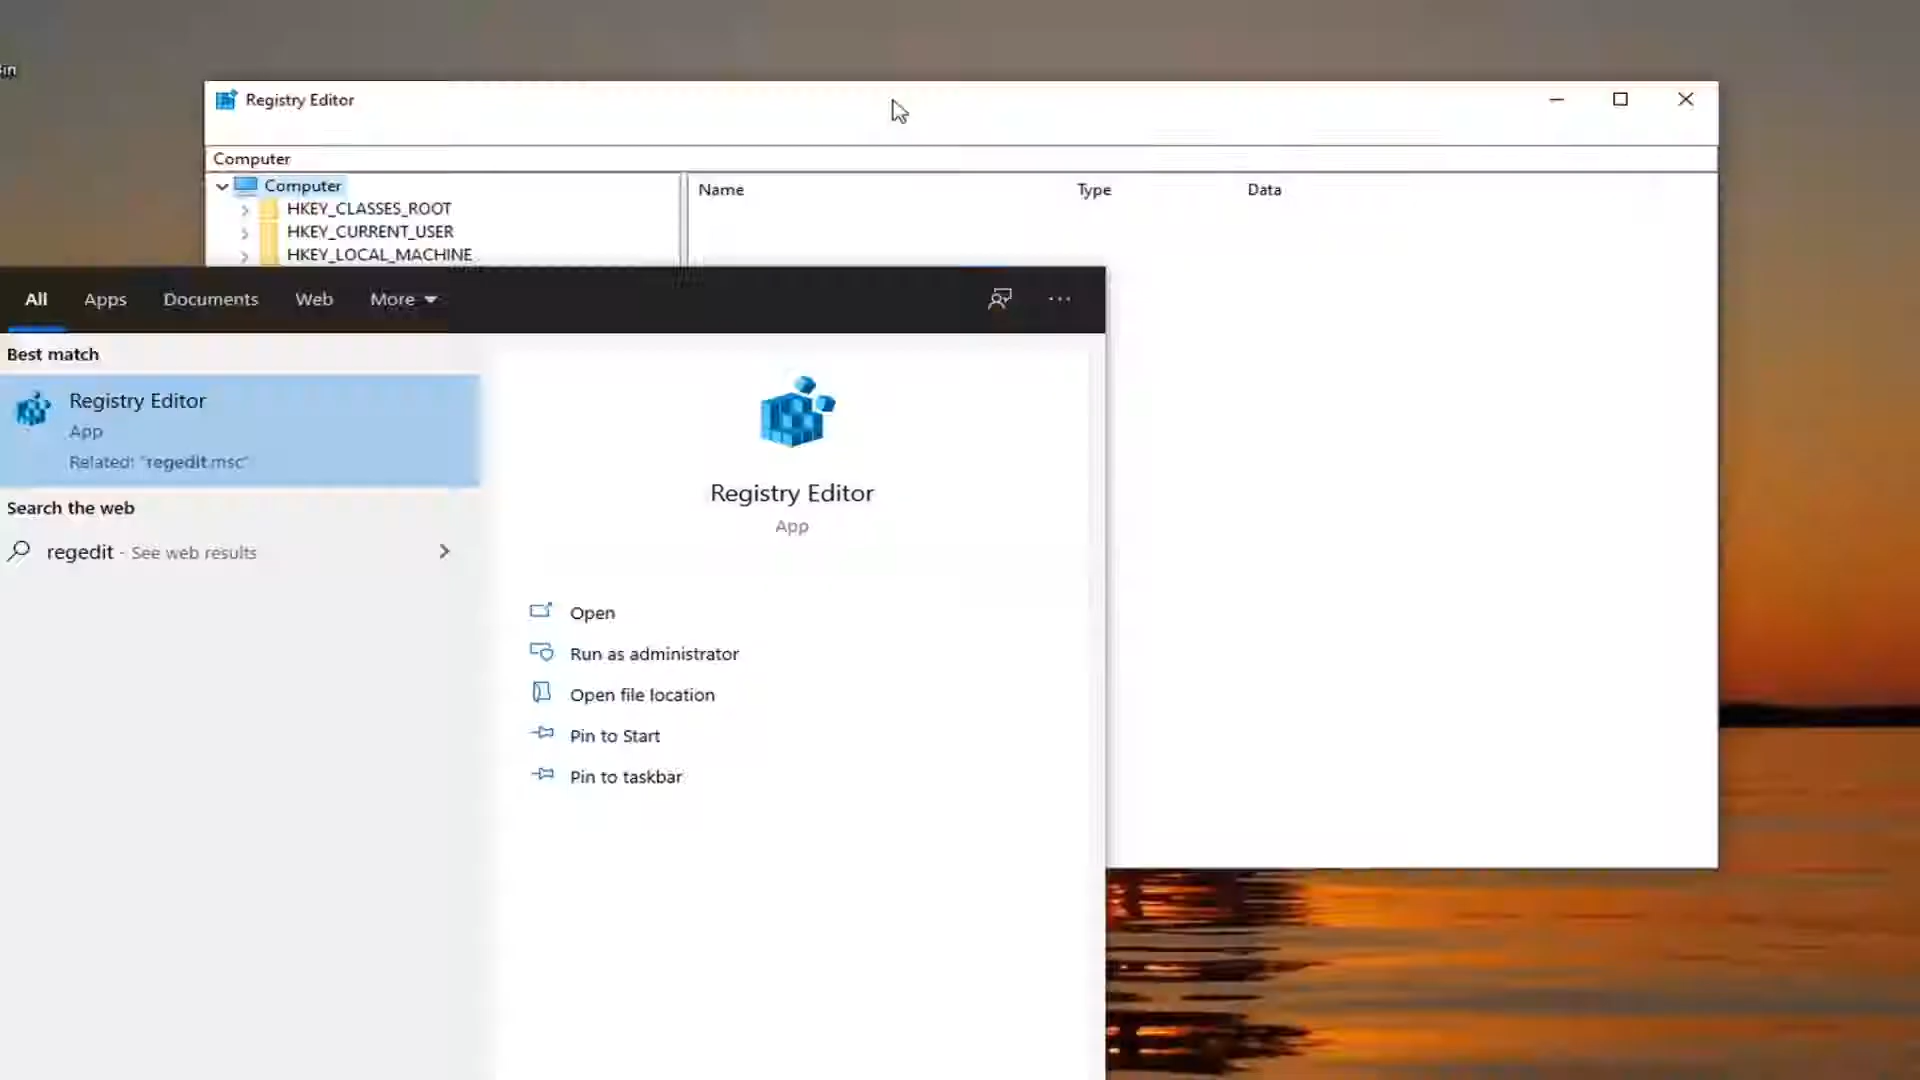 in
Registry Editor
Computer
Computer
Name Type Data
HKEY_CLASSES_ROOT
HKEY_CURRENT_USER
HKEY_LOCAL_MACHINE
All Apps Documents Web More
Best match
Registry Editor
App
Related: "regedit.msc"
Search the web
regedit - See web results
Registry Editor
App
Open
Run as administrator
Open file location
Pin to Start
Pin to taskbar